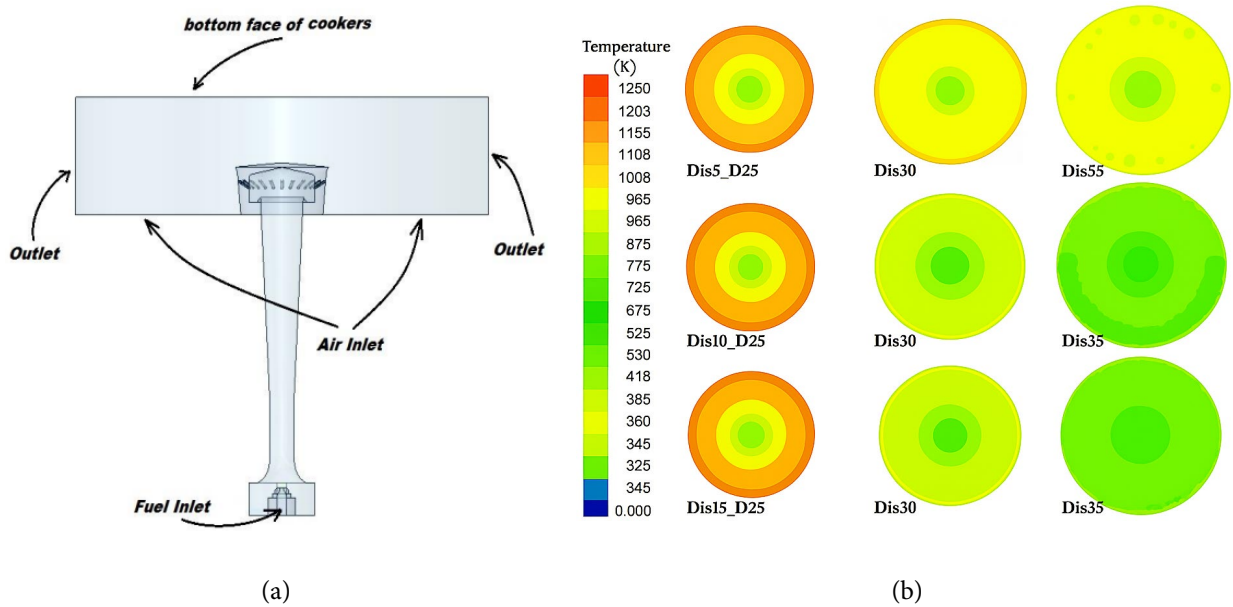 bottom face of cookers
Outlet
Outlet
Air Inlet
Fuel Inlet
(a)
Temperature
(K)
1250
1203
1155
1108
1008
965
965
875
775
725
675
525
530
418
385
360
345
325
345
0.000
Dis5_D25
Dis30
Dis55
Dis10_D25
Dis30
Dis35
Dis15_D25
Dis30
Dis35
(b)